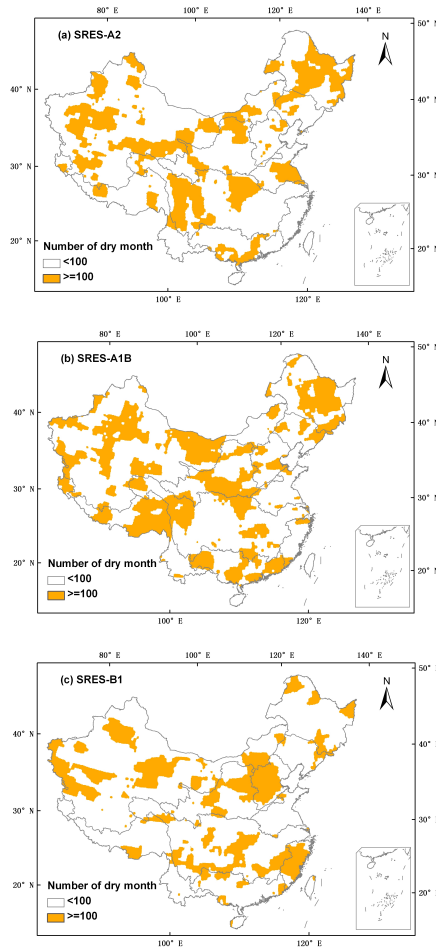 80° E 100° E 120° E 140° E
50° N
(a) SRES-A2
N
40° N
40° N
30° N
30° N
20° N
20° N
Number of dry month
<100
>=100
100° E 120° E
80° E 100° E 120° E 140° E
50° N
(b) SRES-A1B
N
40° N
40° N
30° N
30° N
20° N
20° N
Number of dry month
<100
>=100
100° E 120° E
80° E 100° E 120° E 140° E
50° N
(c) SRES-B1
N
40° N
40° N
30° N
30° N
20° N
20° N
Number of dry month
<100
>=100
100° E 120° E